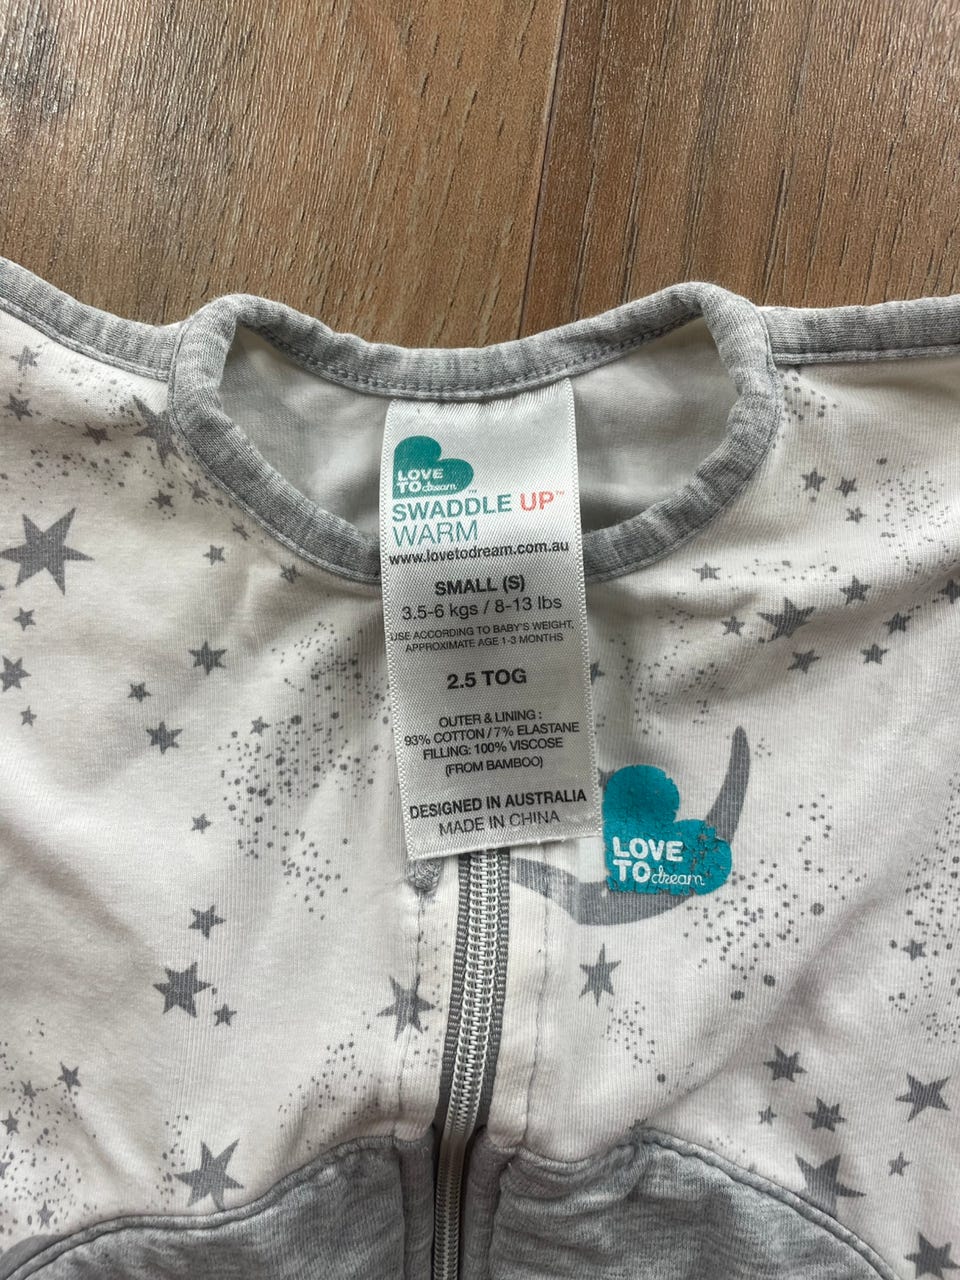 LOVE
TO dream™
SWADDLE UP™
WARM
www.lovetodream.com.au
SMALL (S)
3.5-6 kgs / 8-13 lbs
USE ACCORDING TO BABY'S WEIGHT,
APPROXIMATE AGE 1-3 MONTHS
2.5 TOG
OUTER & LINING :
93% COTTON / 7% ELASTANE
FILLING: 100% VISCOSE
(FROM BAMBOO)
DESIGNED IN AUSTRALIA
MADE IN CHINA
LOVE
TO dream